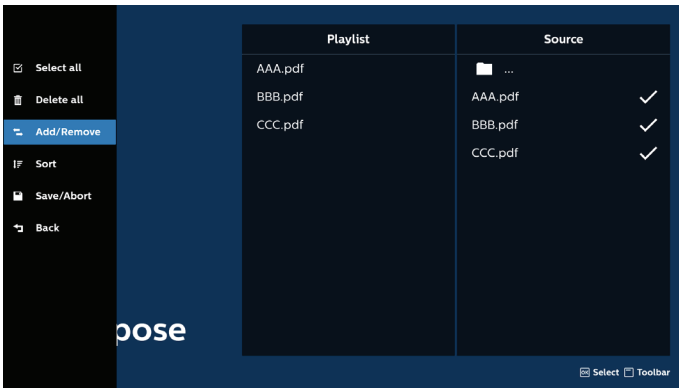 Select all
Delete all
Add/Remove
Sort
Save/Abort
Back
pose
Playlist
AAA.pdf
BBB.pdf
CCC.pdf
Source
...
AAA.pdf
BBB.pdf
CCC.pdf
OK Select Toolbar